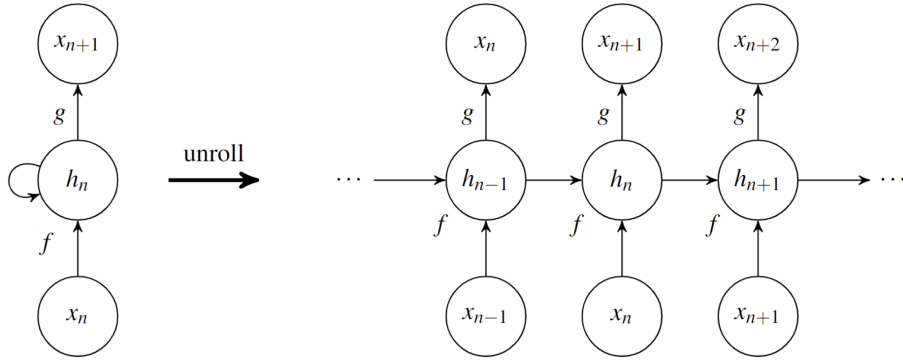 x_{n+1} x_n x_{n+1} x_{n+2}
g g g g
unroll
h_n ⋯ h_{n−1} h_n h_{n+1} ⋯
f f f f
x_n x_{n−1} x_n x_{n+1}